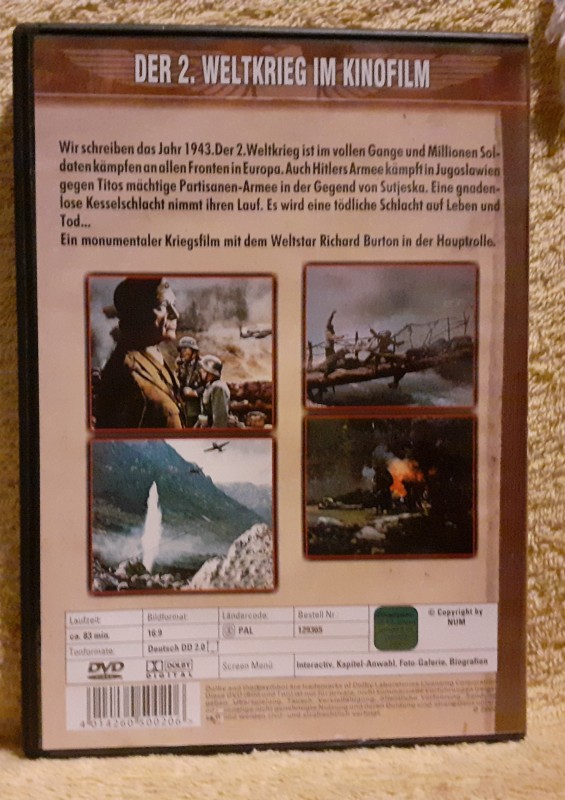 DER 2. WELTKRIEG IM KINOFILM
Wir schreiben das Jahr 1943.Der 2.Weltkrieg ist im vollen Gange und Millionen Sol-
daten kämpfen an allen Fronten in Europa. Auch Hitlers Armee kämpft in Jugoslawien
gegen Titos mächtige Partisanen-Armee in der Gegend von Sutjeska. Eine gnaden-
lose Kesselschlacht nimmt ihren Lauf. Es wird eine tödliche Schlacht auf Leben und
Tod...
Ein monumentaler Kriegsfilm mit dem Weltstar Richard Burton in der Hauptrolle.
Laufzeit: Bildformat: Ländercode: Bestell Nr.
ca. 83 min. 16:9 PAL 129365
© Copyright by
NUM
Tonformate: Deutsch DD 2.0
DVD DOLBY DIGITAL Screen Menü Interactiv, Kapitel-Anwahl, Foto-Galerie, Biografien
4 014260 500206